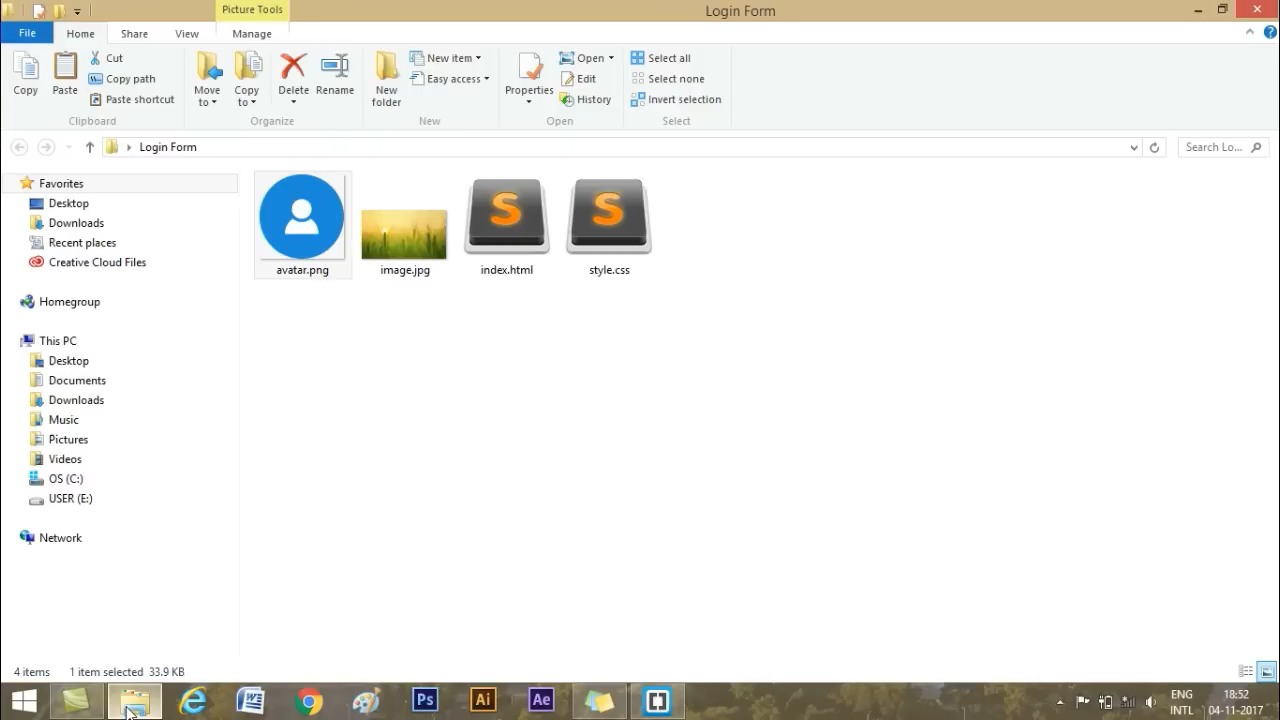 Picture Tools
Login Form
File
Home
Share
View
Manage
Copy
Paste
Cut
Copy path
Paste shortcut
Clipboard
Move to
Copy to
Delete
Rename
Organize
New folder
New item
Easy access
New
Properties
Open
Edit
History
Open
Select all
Select none
Invert selection
Select
Login Form
Search Lo...
Favorites
Desktop
Downloads
Recent places
Creative Cloud Files
Homegroup
This PC
Desktop
Documents
Downloads
Music
Pictures
Videos
OS (C:)
USER (E:)
Network
S
S
avatar.png
image.jpg
index.html
style.css
4 items
1 item selected 33.9 KB
W
Ps
Ai
Ae
ENG
INTL
18:52
04-11-2017